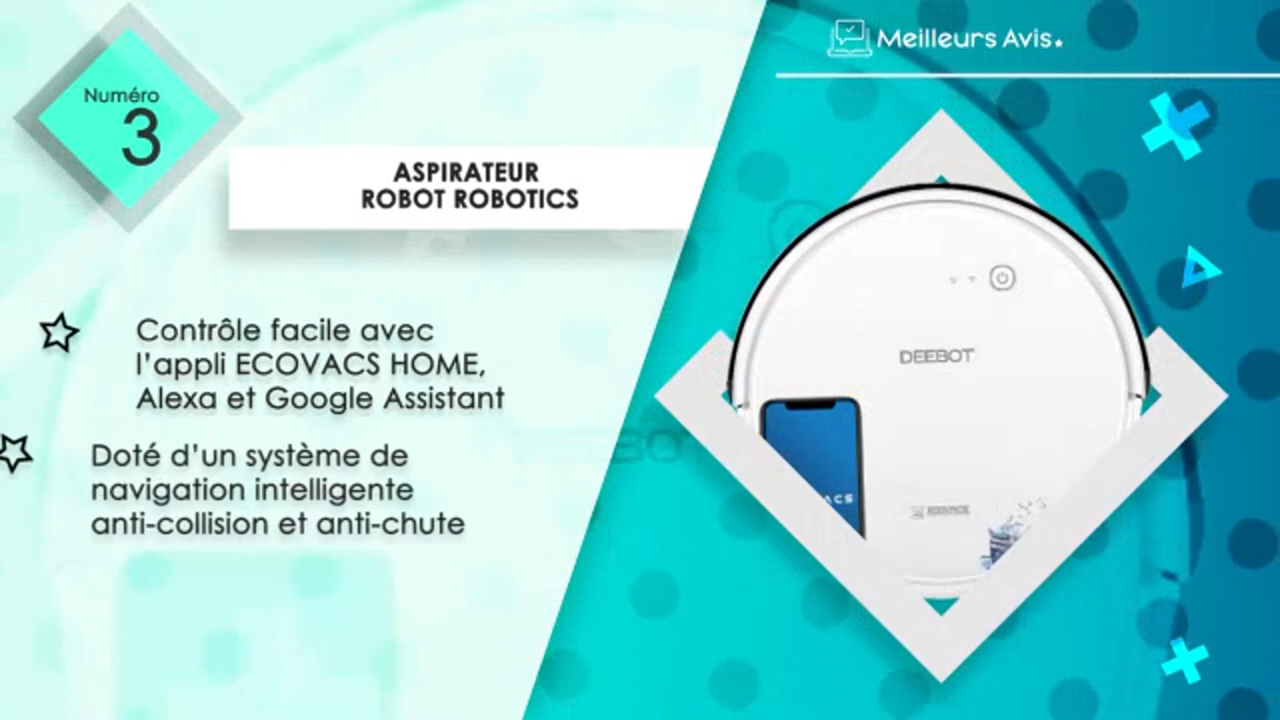 Numéro
3
Meilleurs Avis
ASPIRATEUR
ROBOT ROBOTICS
Contrôle facile avec
l'appli ECOVACS HOME,
Alexa et Google Assistant
Doté d'un système de
navigation intelligente
anti-collision et anti-chute
DEEBOT
ACS